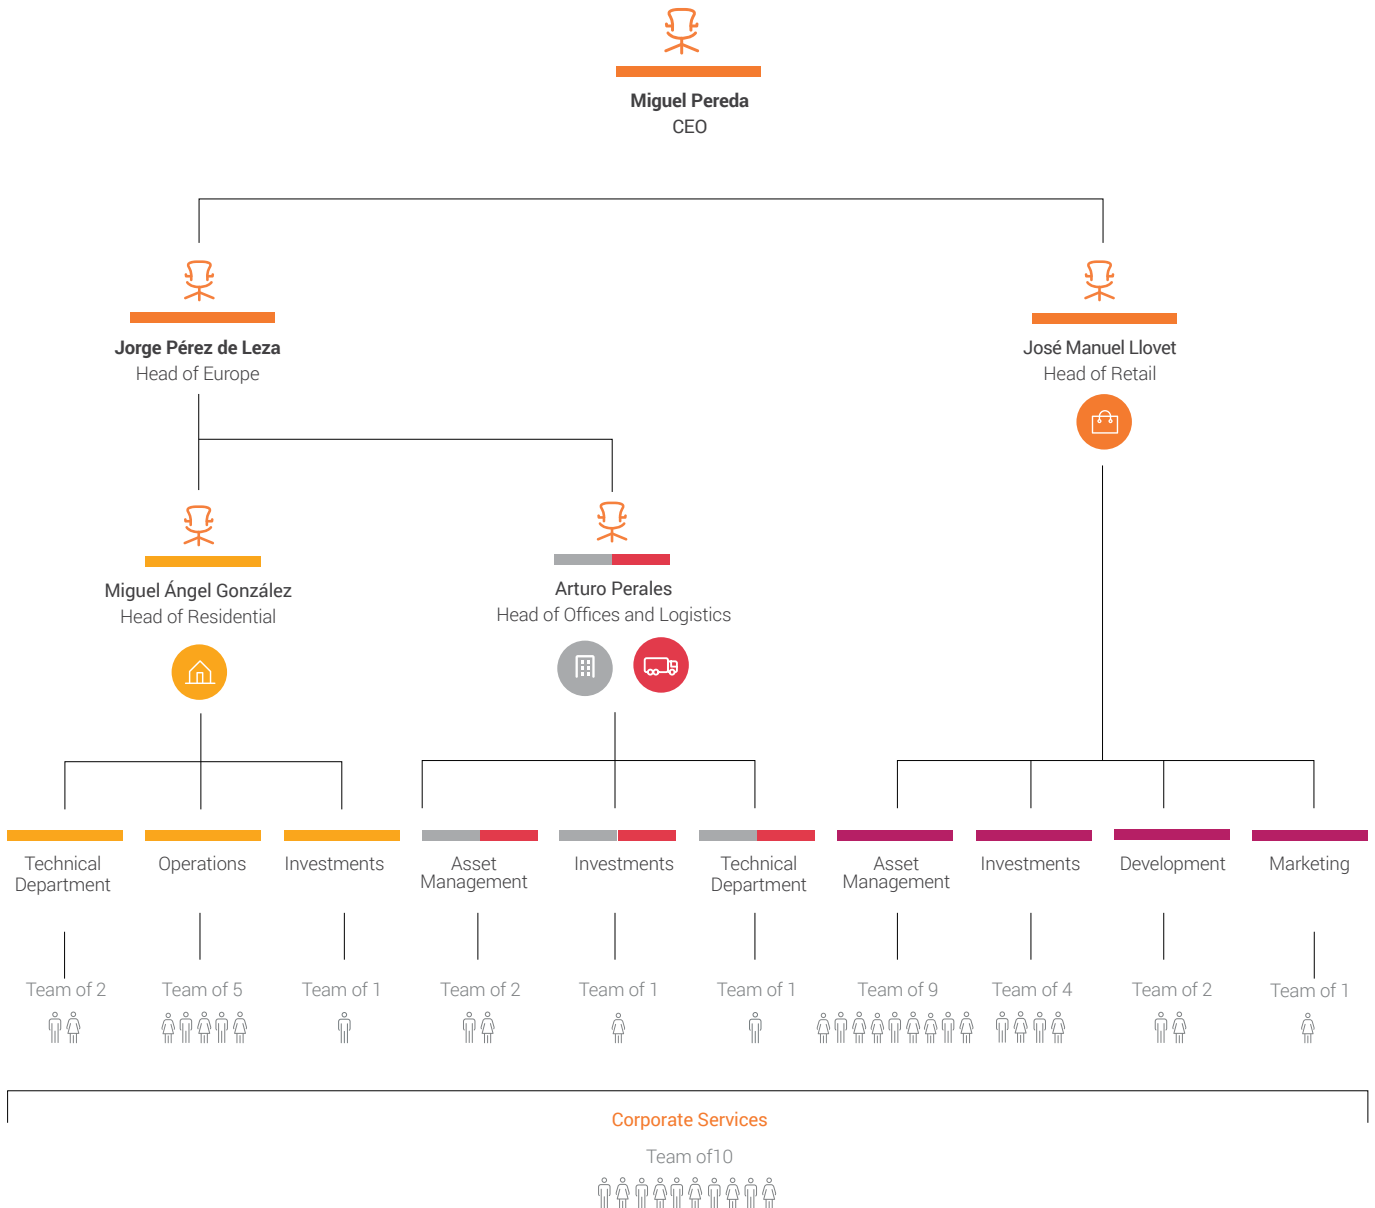 Miguel Pereda
CEO
Jorge Pérez de Leza
Head of Europe
José Manuel Llovet
Head of Retail
Miguel Ángel González
Head of Residential
Arturo Perales
Head of Offices and Logistics
Technical
Department
Operations
Investments
Asset
Management
Investments
Technical
Department
Asset
Management
Investments
Development
Marketing
Team of 2
Team of 5
Team of 1
Team of 2
Team of 1
Team of 1
Team of 9
Team of 4
Team of 2
Team of 1
Corporate Services
Team of10